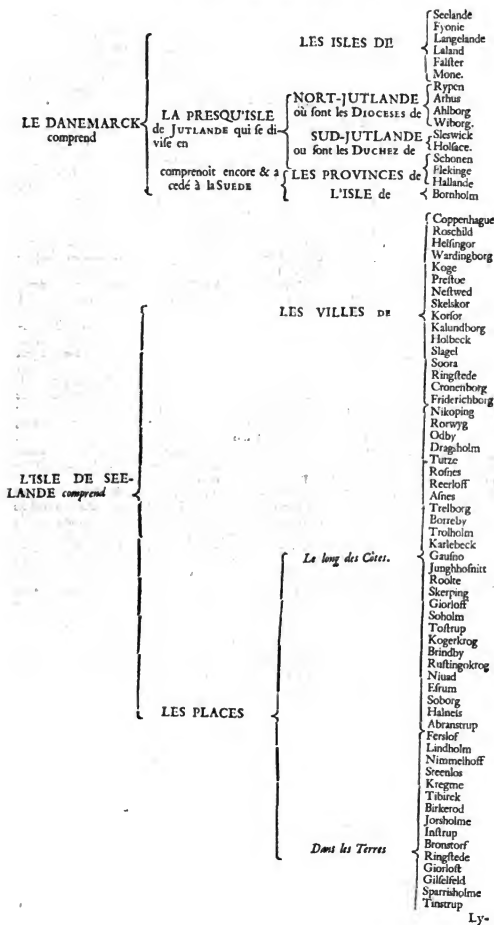 LE DANEMARCK
comprend
LES ISLES DE
Seelande
Fyonie
Langelande
Laland
Falſter
Mone.
LA PRESQU'ISLE
de JUTLANDE qui ſe di-
viſe en
NORT-JUTLANDE
où ſont les DIOCESES de
Rypen
Arhus
Ahlborg
Wiborg.
SUD-JUTLANDE
ou ſont les DUCHEZ de
Sleswick
Holſace.
comprenoit encore & a
cedé à la SUEDE
LES PROVINCES de
Schonen
Flekinge
Hallande
L'ISLE de
Bornholm
L'ISLE DE SEE-
LANDE comprend
LES VILLES DE
Coppenhague
Roschild
Helſingor
Wardingborg
Koge
Preſtoe
Neſtwed
Skelskor
Korſor
Kalundborg
Holbeck
Slagel
Soora
Ringſtede
Cronenborg
Friderichborg
LES PLACES
Le long des Côtes.
Nikoping
Rorwyg
Odby
Dragsholm
Tutze
Roſnes
Reerloff
Aſnes
Trelborg
Borreby
Trolholm
Karlebeck
Gauſno
Junghhofnitt
Rooke
Skerping
Giorloff
Soholm
Toſtrup
Kogerkrog
Brindby
Ruſtingokrog
Niuad
Eſrum
Soborg
Halneis
Abranstrup
Dans les Terres
Ferslof
Lindholm
Nimmelhoff
Sreenlos
Kregme
Tibirck
Birkerod
Jorsholme
Inſtrup
Bronstorf
Ringſtede
Giorloſt
Gilſelfeld
Sparrisholme
Tinstrup
Ly-